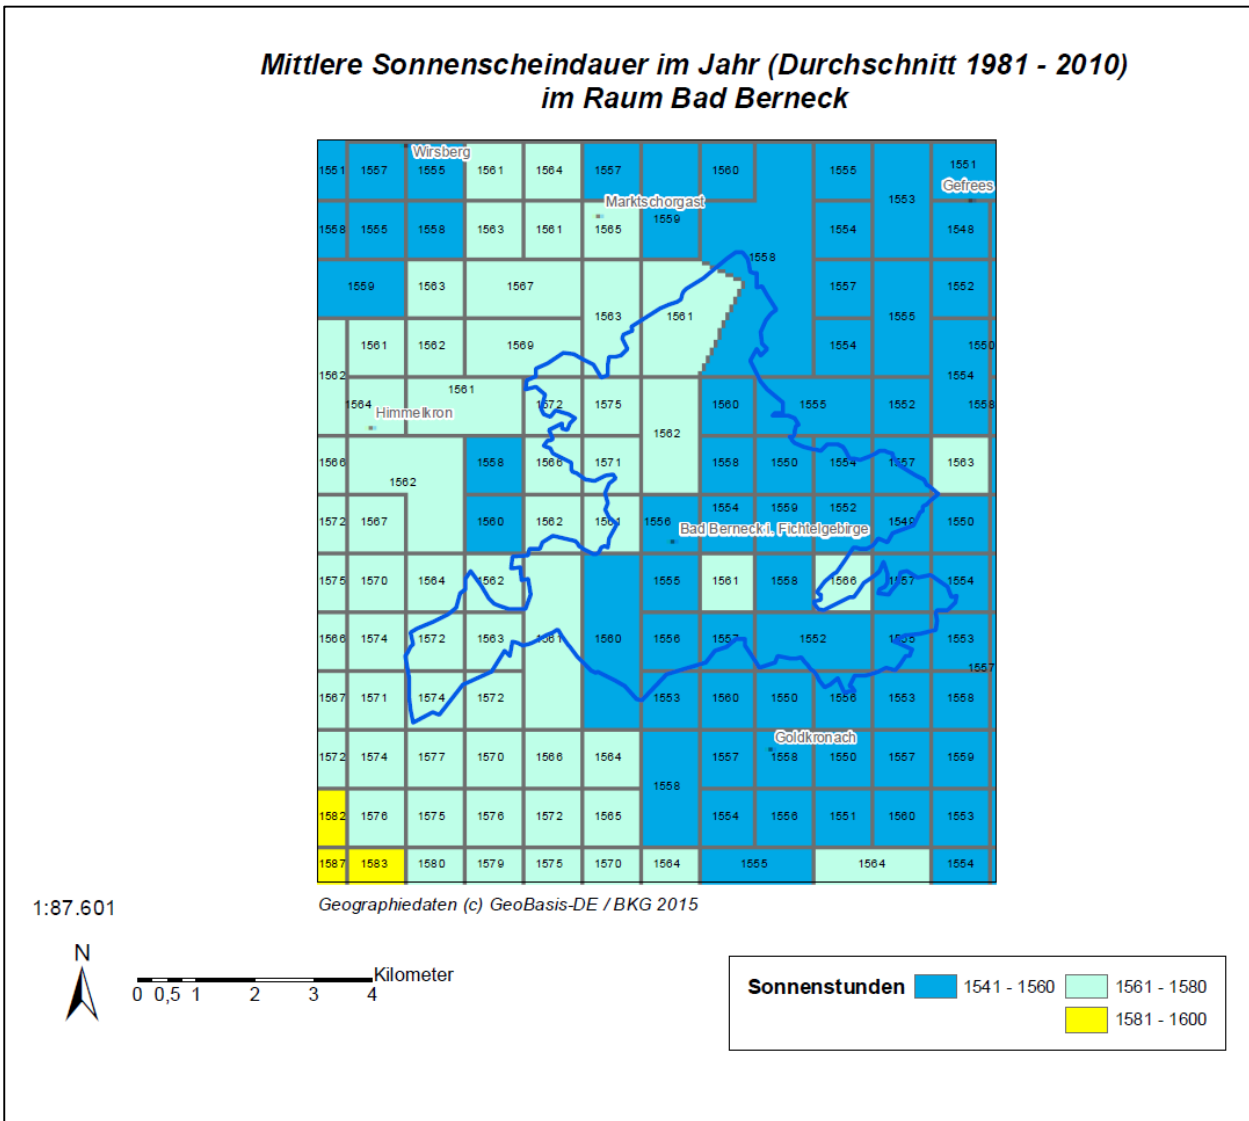 Mittlere Sonnenscheindauer im Jahr (Durchschnitt 1981 - 2010)
im Raum Bad Berneck
Wirsberg
1551 1557 1555 1561 1564 1557 1560 1555 1551
Gefrees
1553
Marktschorgast
1558 1555 1558 1563 1561 1565 1559 1554 1548
1558
1559 1563 1567 1557 1552
1563 1561 1555
1561 1562 1569 1554 1550
1562 1554
1561
1564 1572 1575 1560 1555 1552 1558
Himmelkron
1562
1566 1558 1566 1571 1558 1550 1554 1557 1563
1562
1554 1559 1552
1572 1567 1560 1562 1561 1556 1549 1550
Bad Berneck i. Fichtelgebirge
1575 1570 1564 1562 1555 1561 1558 1566 1557 1554
1566 1574 1572 1563 1561 1560 1556 1557 1552 1555 1553
1557
1567 1571 1574 1572 1553 1560 1550 1556 1553 1558
Goldkronach
1572 1574 1577 1570 1566 1564 1557 1558 1550 1557 1559
1558
1582 1576 1575 1576 1572 1565 1554 1556 1551 1560 1553
1587 1583 1580 1579 1575 1570 1564 1555 1564 1554
Geographiedaten (c) GeoBasis-DE / BKG 2015
1:87.601
N
Kilometer
0 0,5 1 2 3 4
Sonnenstunden 1541 - 1560 1561 - 1580
1581 - 1600